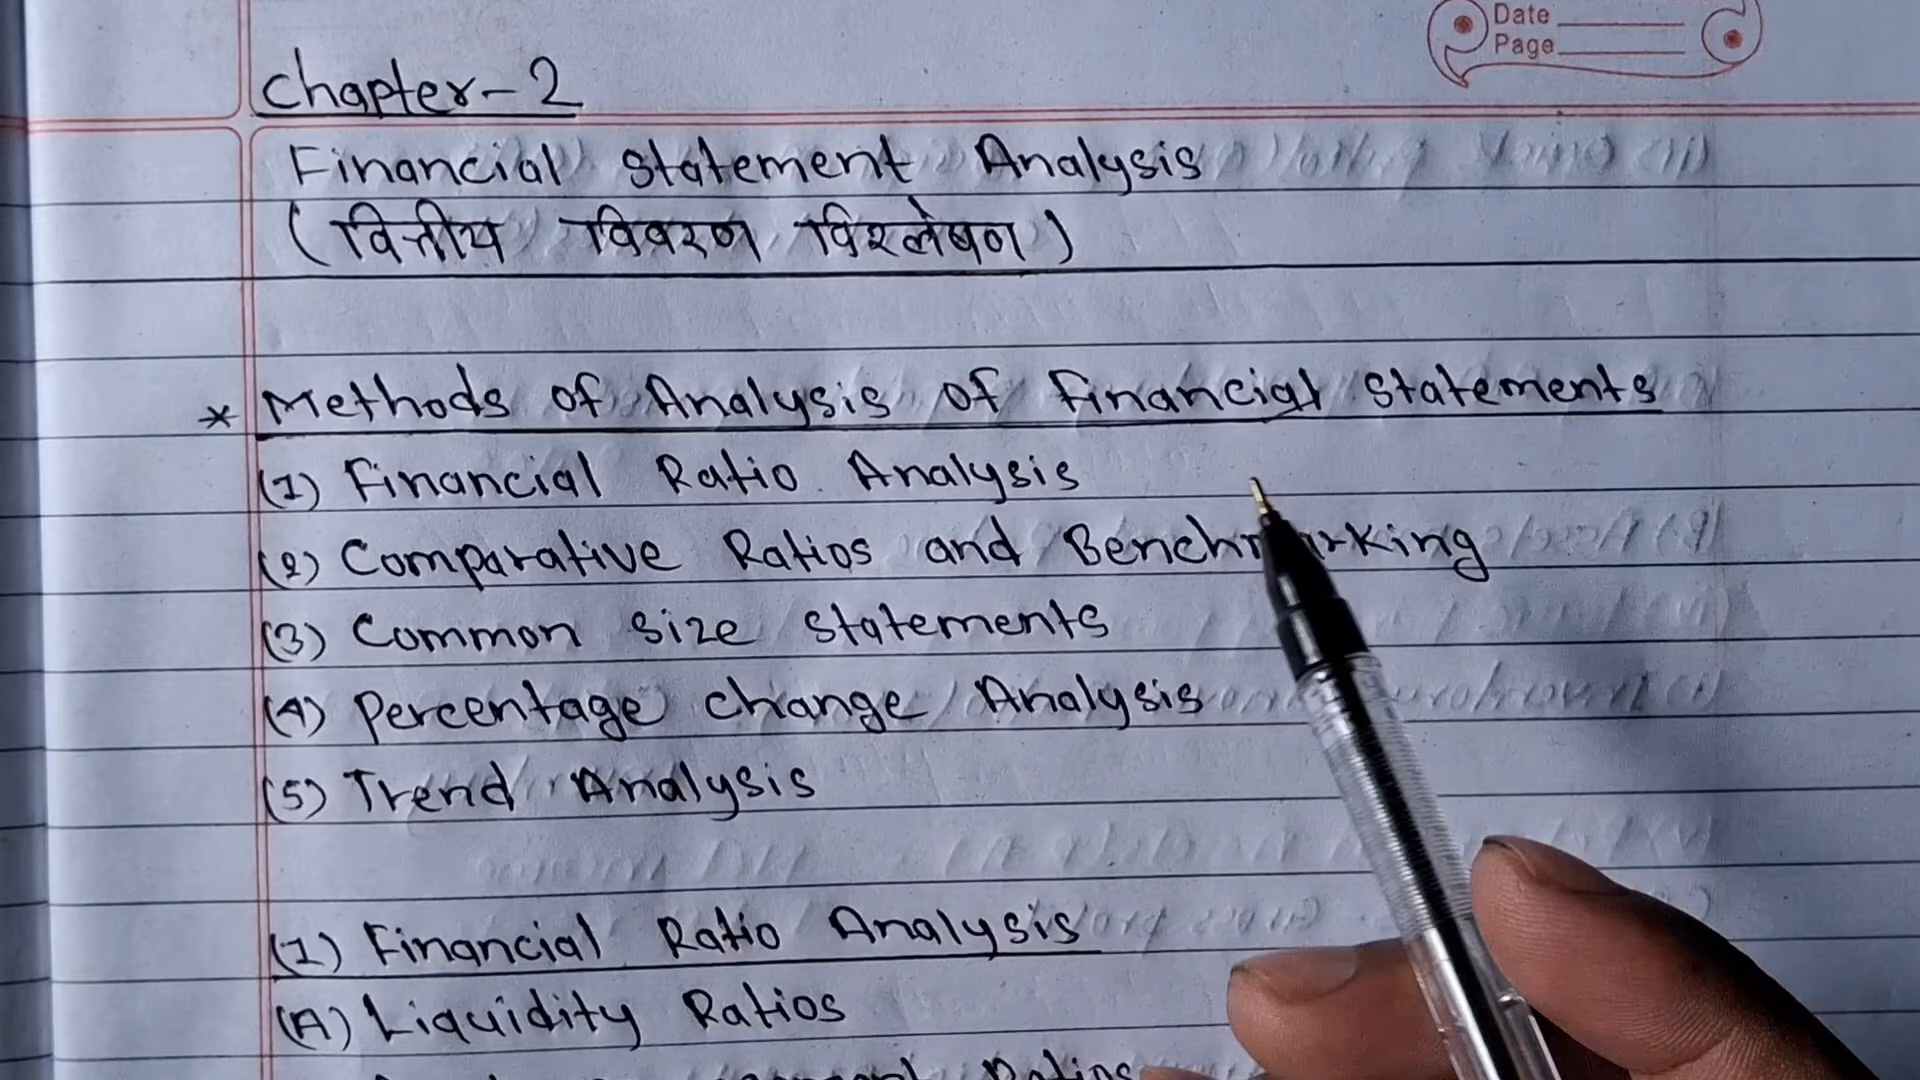 Date
Page
Chapter-2
Financial Statement Analysis
(वित्तीय विवरण विश्लेषण)
* Methods of Analysis of Financial Statements
(1) Financial Ratio Analysis
(2) Comparative Ratios and Benchmarking
(3) Common Size Statements
(4) Percentage Change Analysis
(5) Trend Analysis
(1) Financial Ratio Analysis
(A) Liquidity Ratios
Ratios